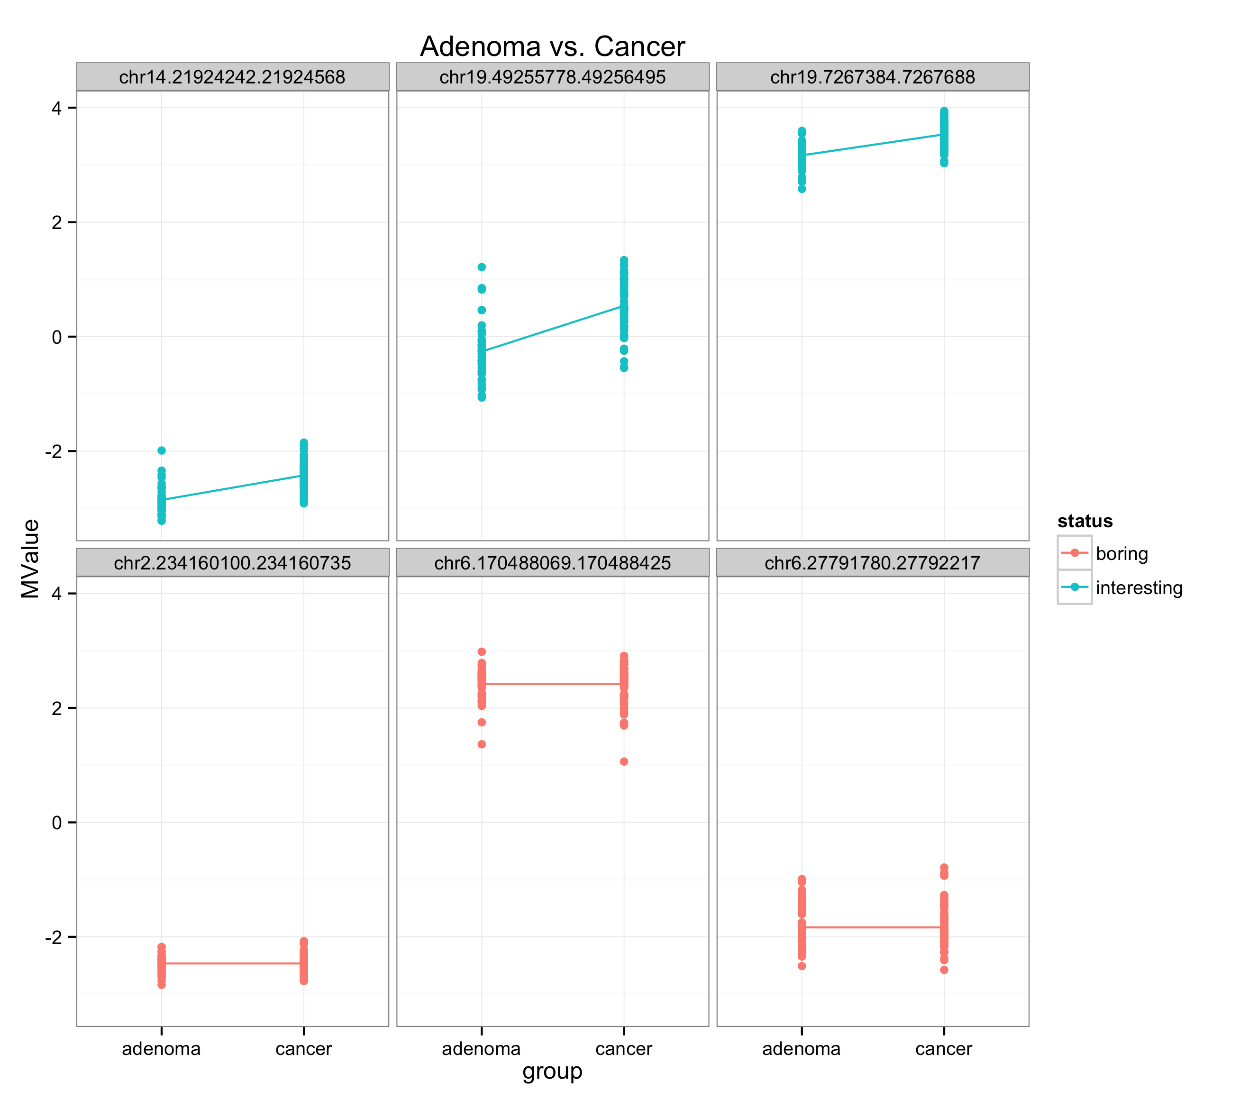 Adenoma vs. Cancer
chr14.21924242.21924568 chr19.49255778.49256495 chr19.7267384.7267688
4
2
0
-2
MValue
chr2.234160100.234160735 chr6.170488069.170488425 chr6.27791780.27792217
4
2
0
-2
adenoma cancer adenoma cancer adenoma cancer
group
status
boring
interesting